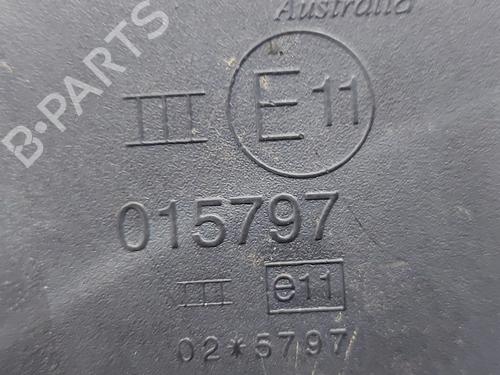 Australia
III E11
015797
III e11
02*5797
B-PARTS